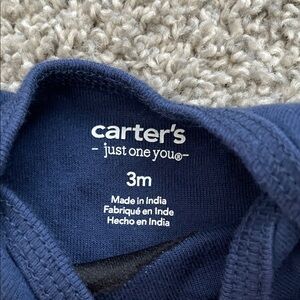 carter's
- just one you®-
3m
Made in India
Fabriqué en Inde
Hecho en India